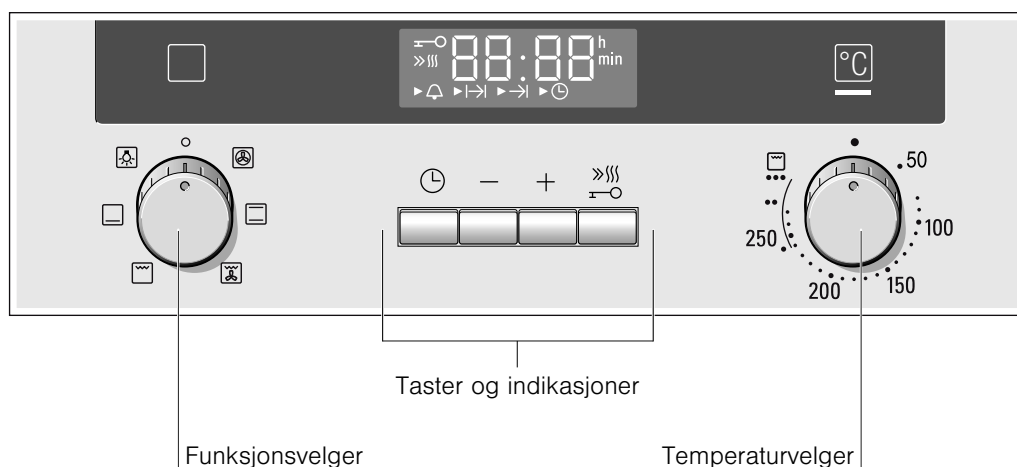 88:88 h
min
°C
50
100
150
200
250
Taster og indikasjoner
Funksjonsvelger
Temperaturvelger